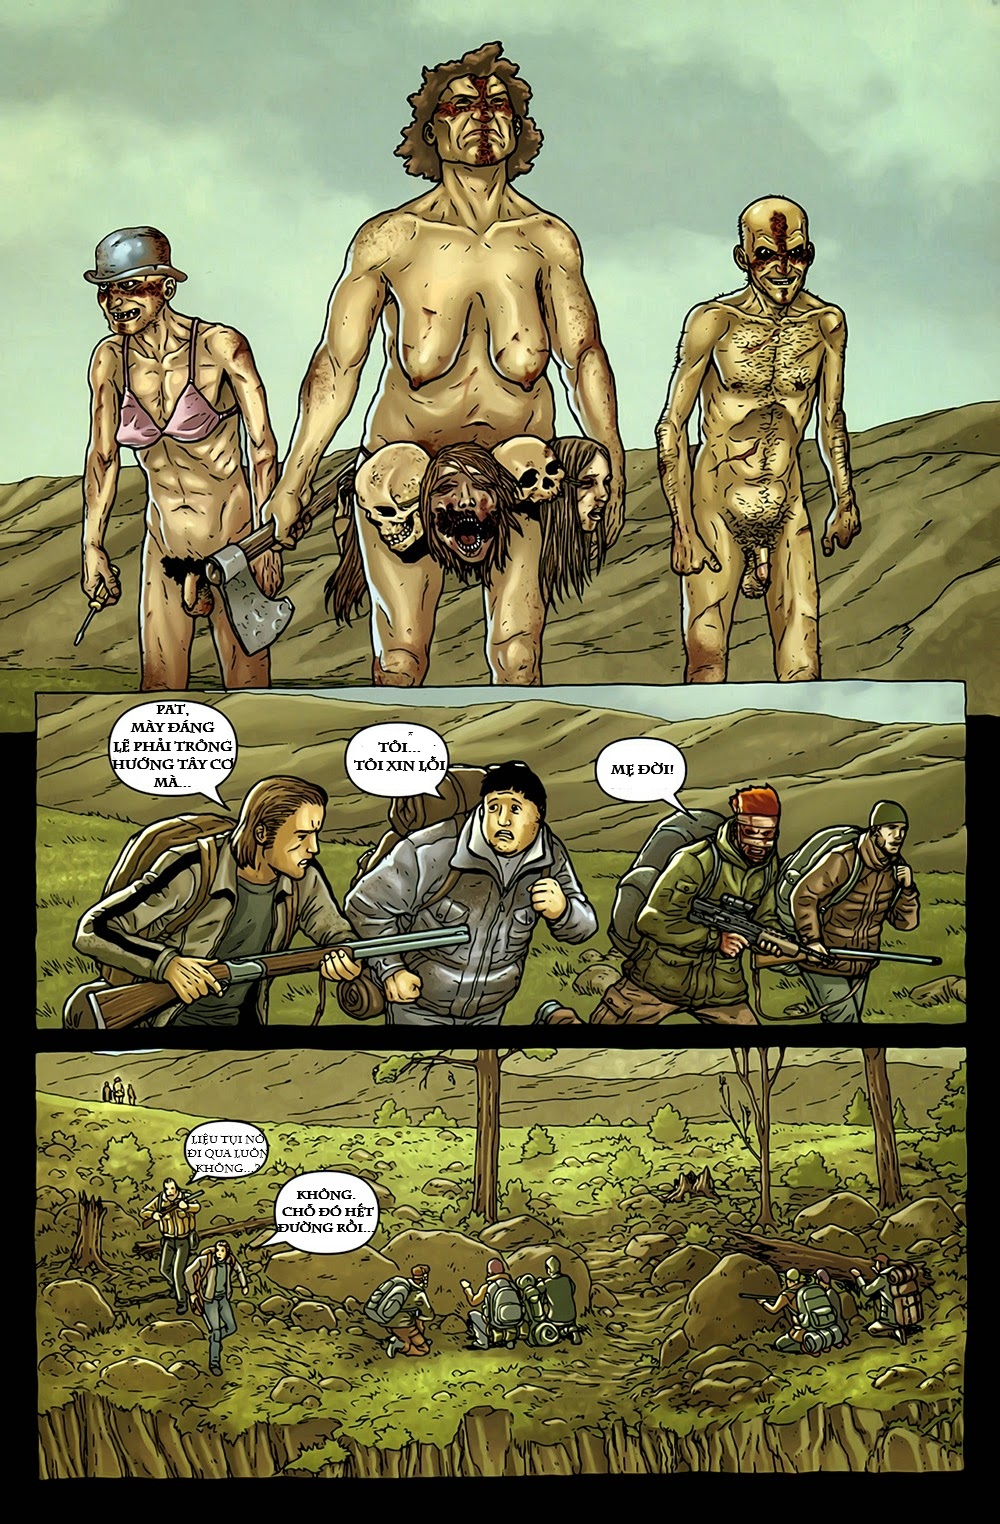 PAT,
MÀY ĐÁNG
LẼ PHẢI TRÔNG
HƯỚNG TÂY CƠ
MÀ...
TÔI...
TÔI XIN LỖI
MẸ ĐỜI!
LIỆU TỤI NÓ
ĐI QUA LUÔN
KHÔNG...?
KHÔNG.
CHỖ ĐÓ HẾT
ĐƯỜNG RỒI...